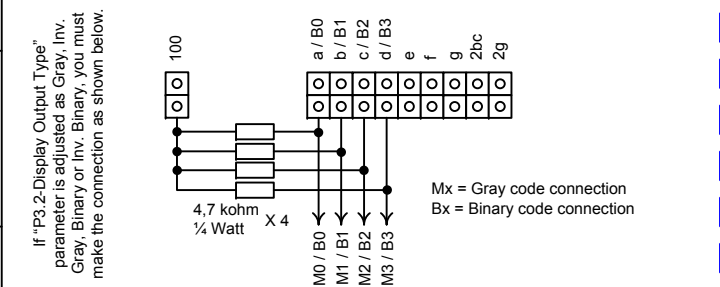 If “P3.2-Display Output Type”
parameter is adjusted as Gray, Inv.
Gray, Binary or Inv. Binary, you must
make the connection as shown below.
100
a / B0
b / B1
c / B2
d / B3
e
f
g
2bc
2g
4,7 kohm
¼ Watt
X 4
M0 / B0
M1 / B1
M2 / B2
M3 / B3
Mx = Gray code connection
Bx = Binary code connection